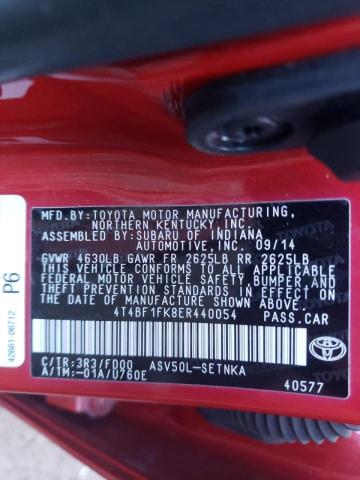 MFD.BY:TOYOTA MOTOR MANUFACTURING,
NORTHERN KENTUCKY,INC.
ASSEMBLED BY:SUBARU OF INDIANA
AUTOMOTIVE,INC. 09/14
GVWR 4630LB GAWR FR 2625LB RR 2625LB
THIS VEHICLE CONFORMS TO ALL APPLICABLE
FEDERAL MOTOR VEHICLE SAFETY, BUMPER, AND
THEFT PREVENTION STANDARDS IN EFFECT ON
THE DATE OF MANUFACTURE SHOWN ABOVE.
4T4BF1FK8ER440054 PASS.CAR
C/TR:3R3/FD00 ASV50L-SETNKA
A/TM:-01A/U760E
TOYOTA
40577
P6
42661-06712